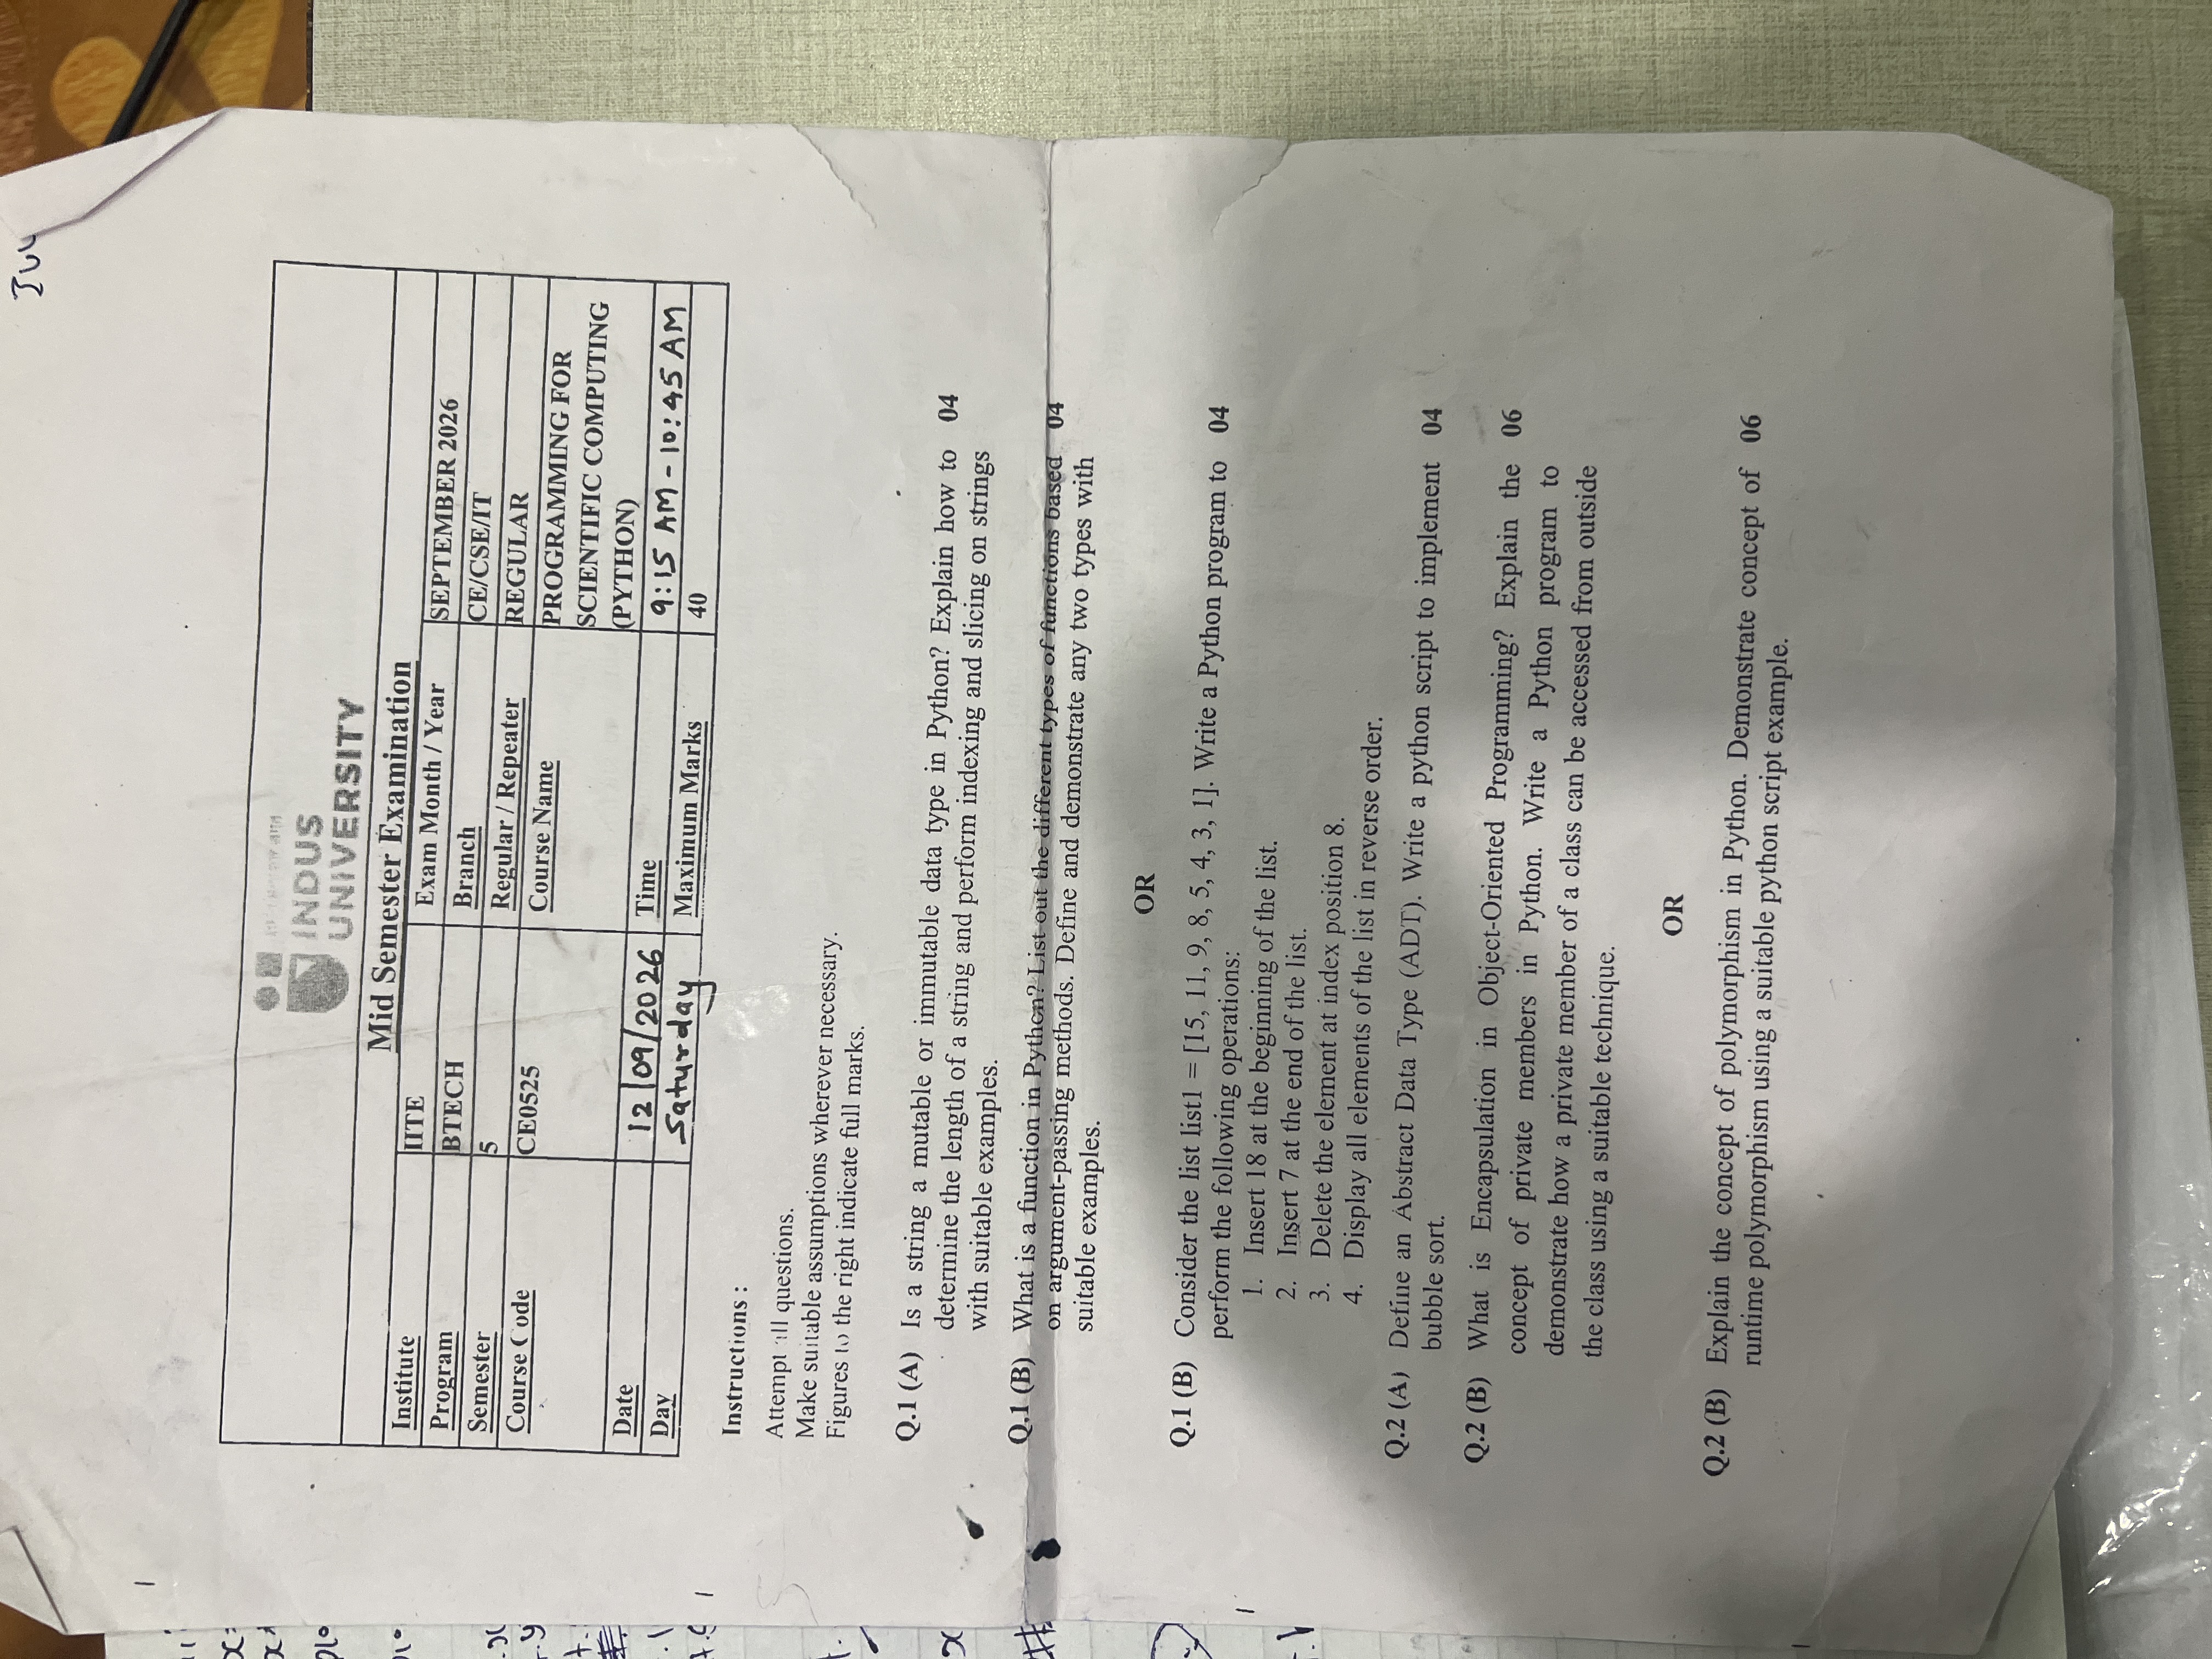 INDUS
UNIVERSITY
Mid Semester Examination
Institute IITE Exam Month / Year SEPTEMBER 2026
Program BTECH Branch CE/CSE/IT
Semester 5 Regular / Repeater REGULAR
Course Code CE0525 Course Name PROGRAMMING FOR
SCIENTIFIC COMPUTING
(PYTHON)
Date 12/09/2026 Time 9:15 AM - 10:45 AM
Day Saturday Maximum Marks 40
Instructions :
Attempt all questions.
Make suitable assumptions wherever necessary.
Figures to the right indicate full marks.
Q.1 (A) Is a string a mutable or immutable data type in Python? Explain how to 04
determine the length of a string and perform indexing and slicing on strings
with suitable examples.
Q.1 (B) What is a function in Python? List out the different types of functions based 04
on argument-passing methods. Define and demonstrate any two types with
suitable examples.
OR
Q.1 (B) Consider the list list1 = [15, 11, 9, 8, 5, 4, 3, 1]. Write a Python program to 04
perform the following operations:
1. Insert 18 at the beginning of the list.
2. Insert 7 at the end of the list.
3. Delete the element at index position 8.
4. Display all elements of the list in reverse order.
Q.2 (A) Define an Abstract Data Type (ADT). Write a python script to implement 04
bubble sort.
Q.2 (B) What is Encapsulation in Object-Oriented Programming? Explain the 06
concept of private members in Python. Write a Python program to
demonstrate how a private member of a class can be accessed from outside
the class using a suitable technique.
OR
Q.2 (B) Explain the concept of polymorphism in Python. Demonstrate concept of 06
runtime polymorphism using a suitable python script example.